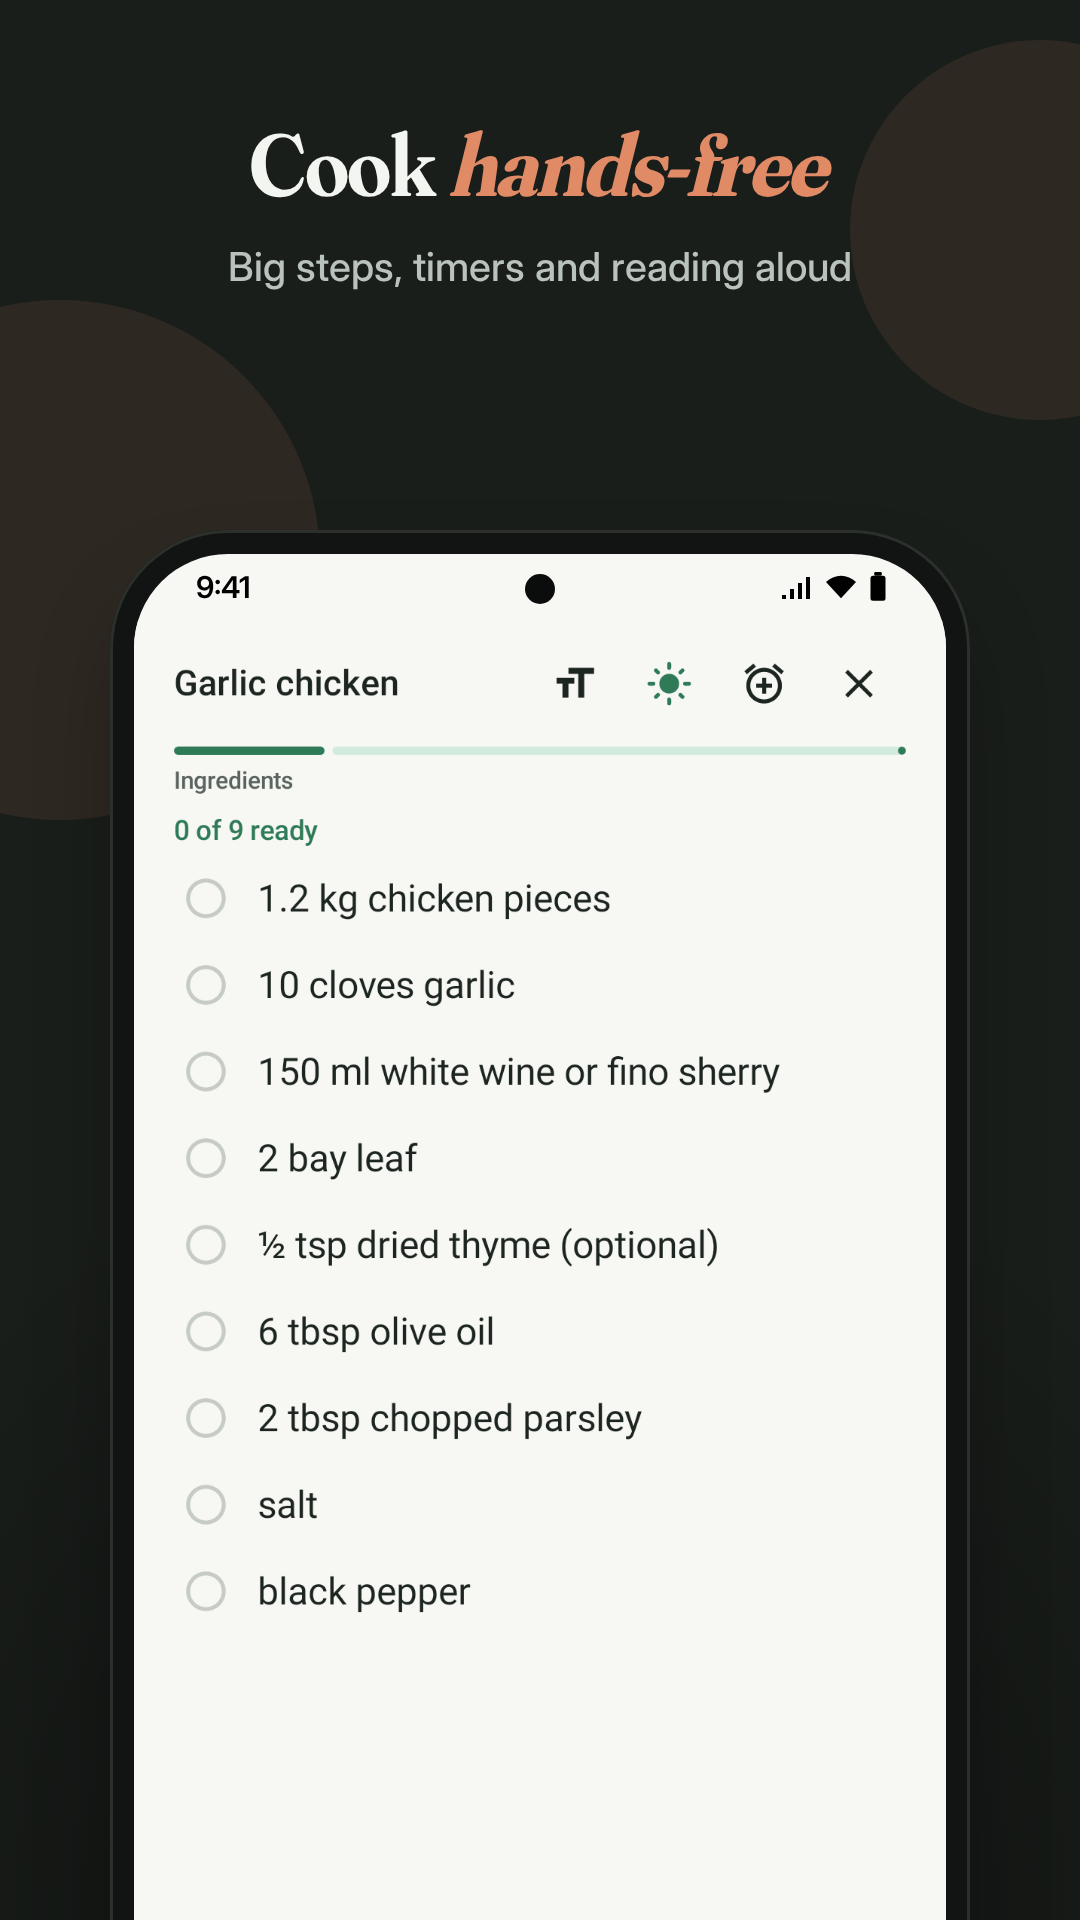 Cook hands-free
Big steps, timers and reading aloud
9:41
Garlic chicken
Ingredients
0 of 9 ready
1.2 kg chicken pieces
10 cloves garlic
150 ml white wine or fino sherry
2 bay leaf
½ tsp dried thyme (optional)
6 tbsp olive oil
2 tbsp chopped parsley
salt
black pepper